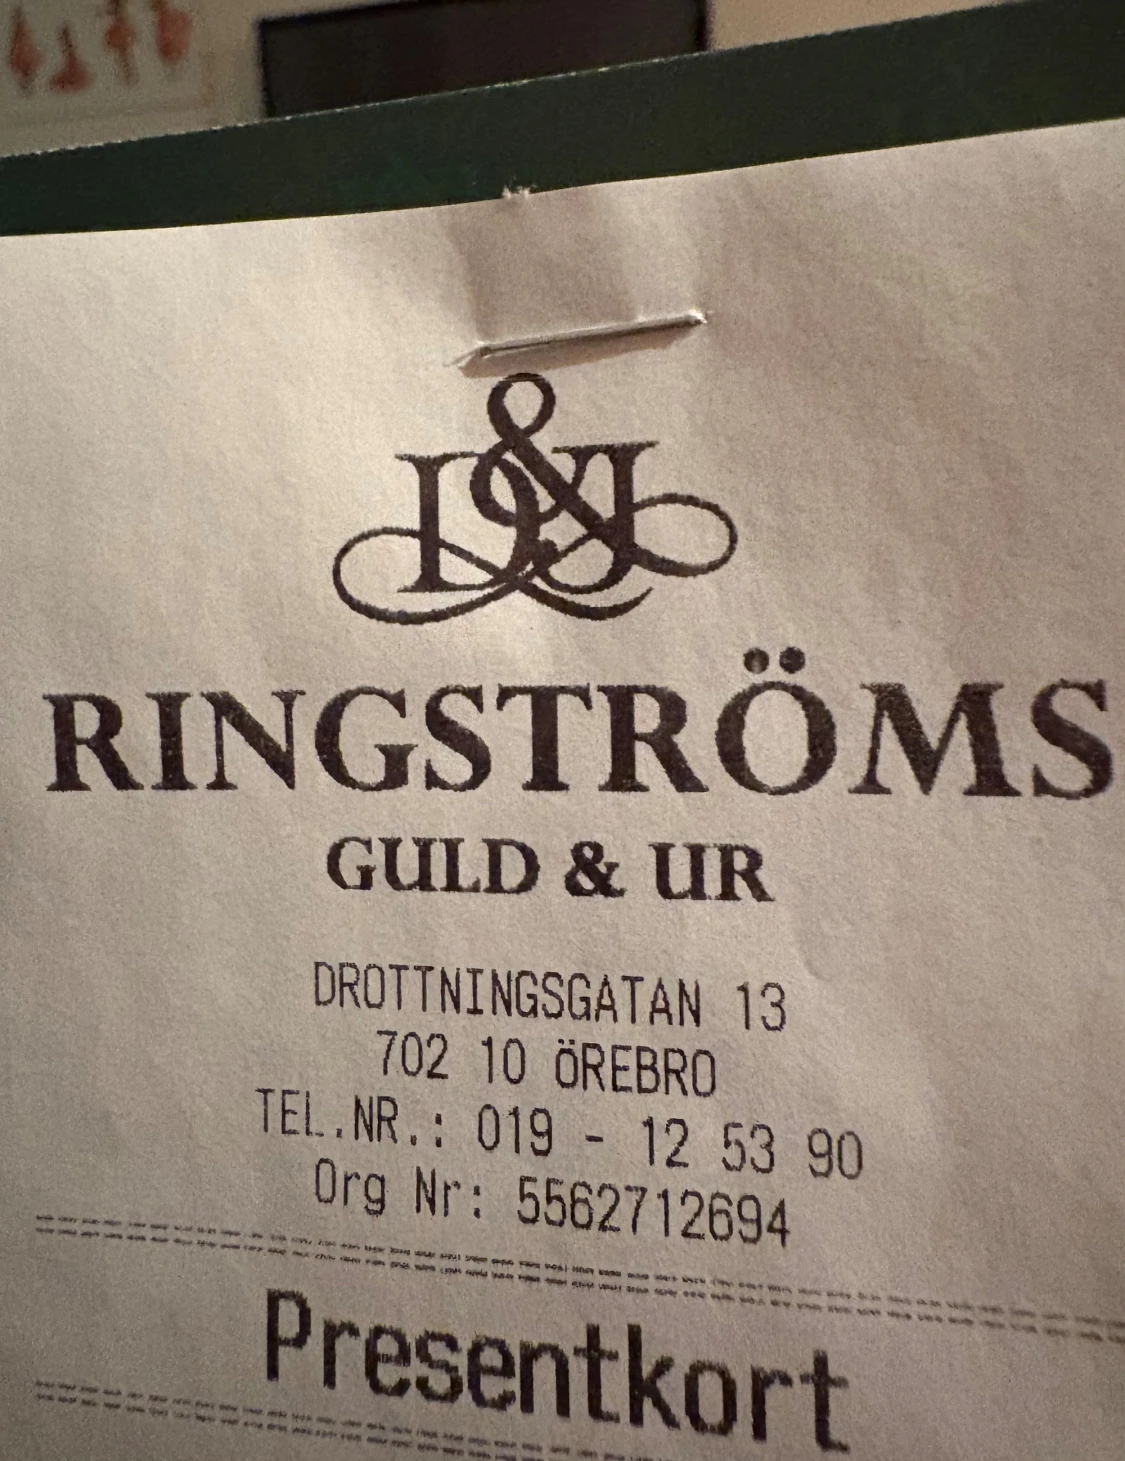 D&J
RINGSTRÖMS
GULD & UR
DROTTNINGSGATAN 13
702 10 ÖREBRO
TEL.NR.: 019 - 12 53 90
Org Nr: 5562712694
Presentkort